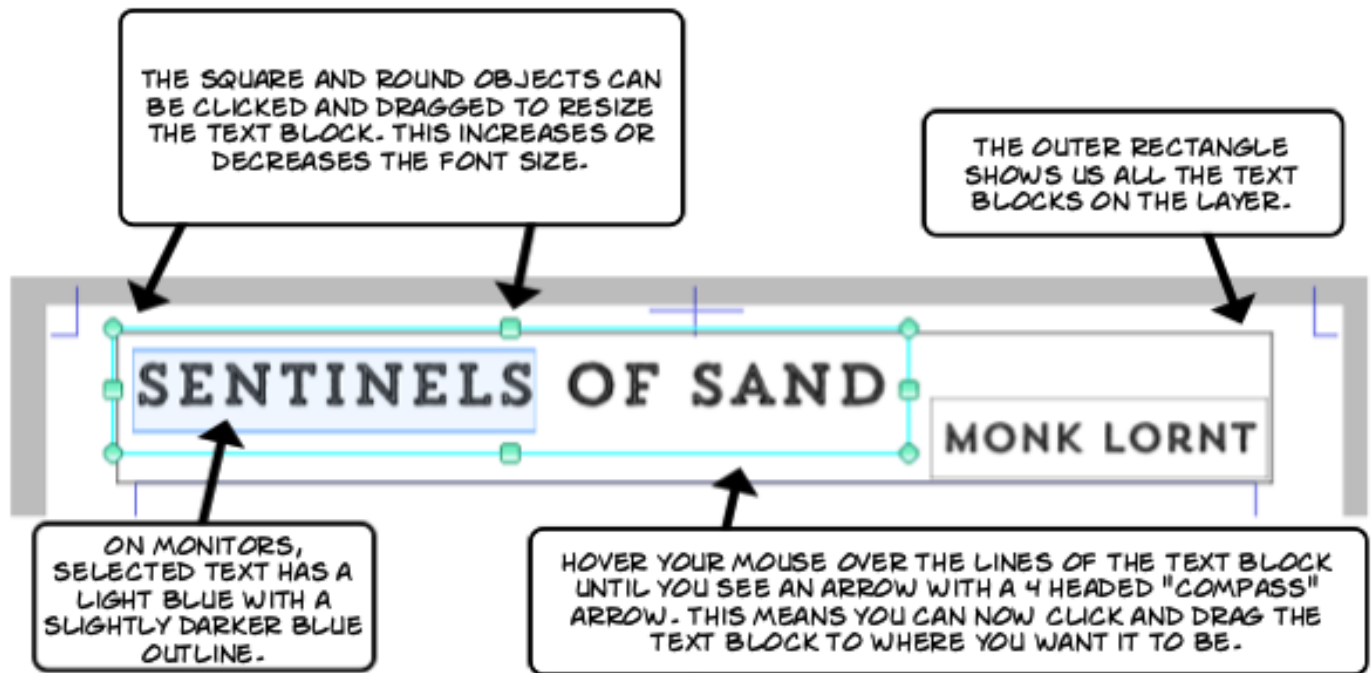 THE SQUARE AND ROUND OBJECTS CAN
BE CLICKED AND DRAGGED TO RESIZE
THE TEXT BLOCK. THIS INCREASES OR
DECREASES THE FONT SIZE.
THE OUTER RECTANGLE
SHOWS US ALL THE TEXT
BLOCKS ON THE LAYER.
SENTINELS OF SAND
MONK LORNT
ON MONITORS,
SELECTED TEXT HAS A
LIGHT BLUE WITH A
SLIGHTLY DARKER BLUE
OUTLINE.
HOVER YOUR MOUSE OVER THE LINES OF THE TEXT BLOCK
UNTIL YOU SEE AN ARROW WITH A 4 HEADED "COMPASS"
ARROW. THIS MEANS YOU CAN NOW CLICK AND DRAG THE
TEXT BLOCK TO WHERE YOU WANT IT TO BE.